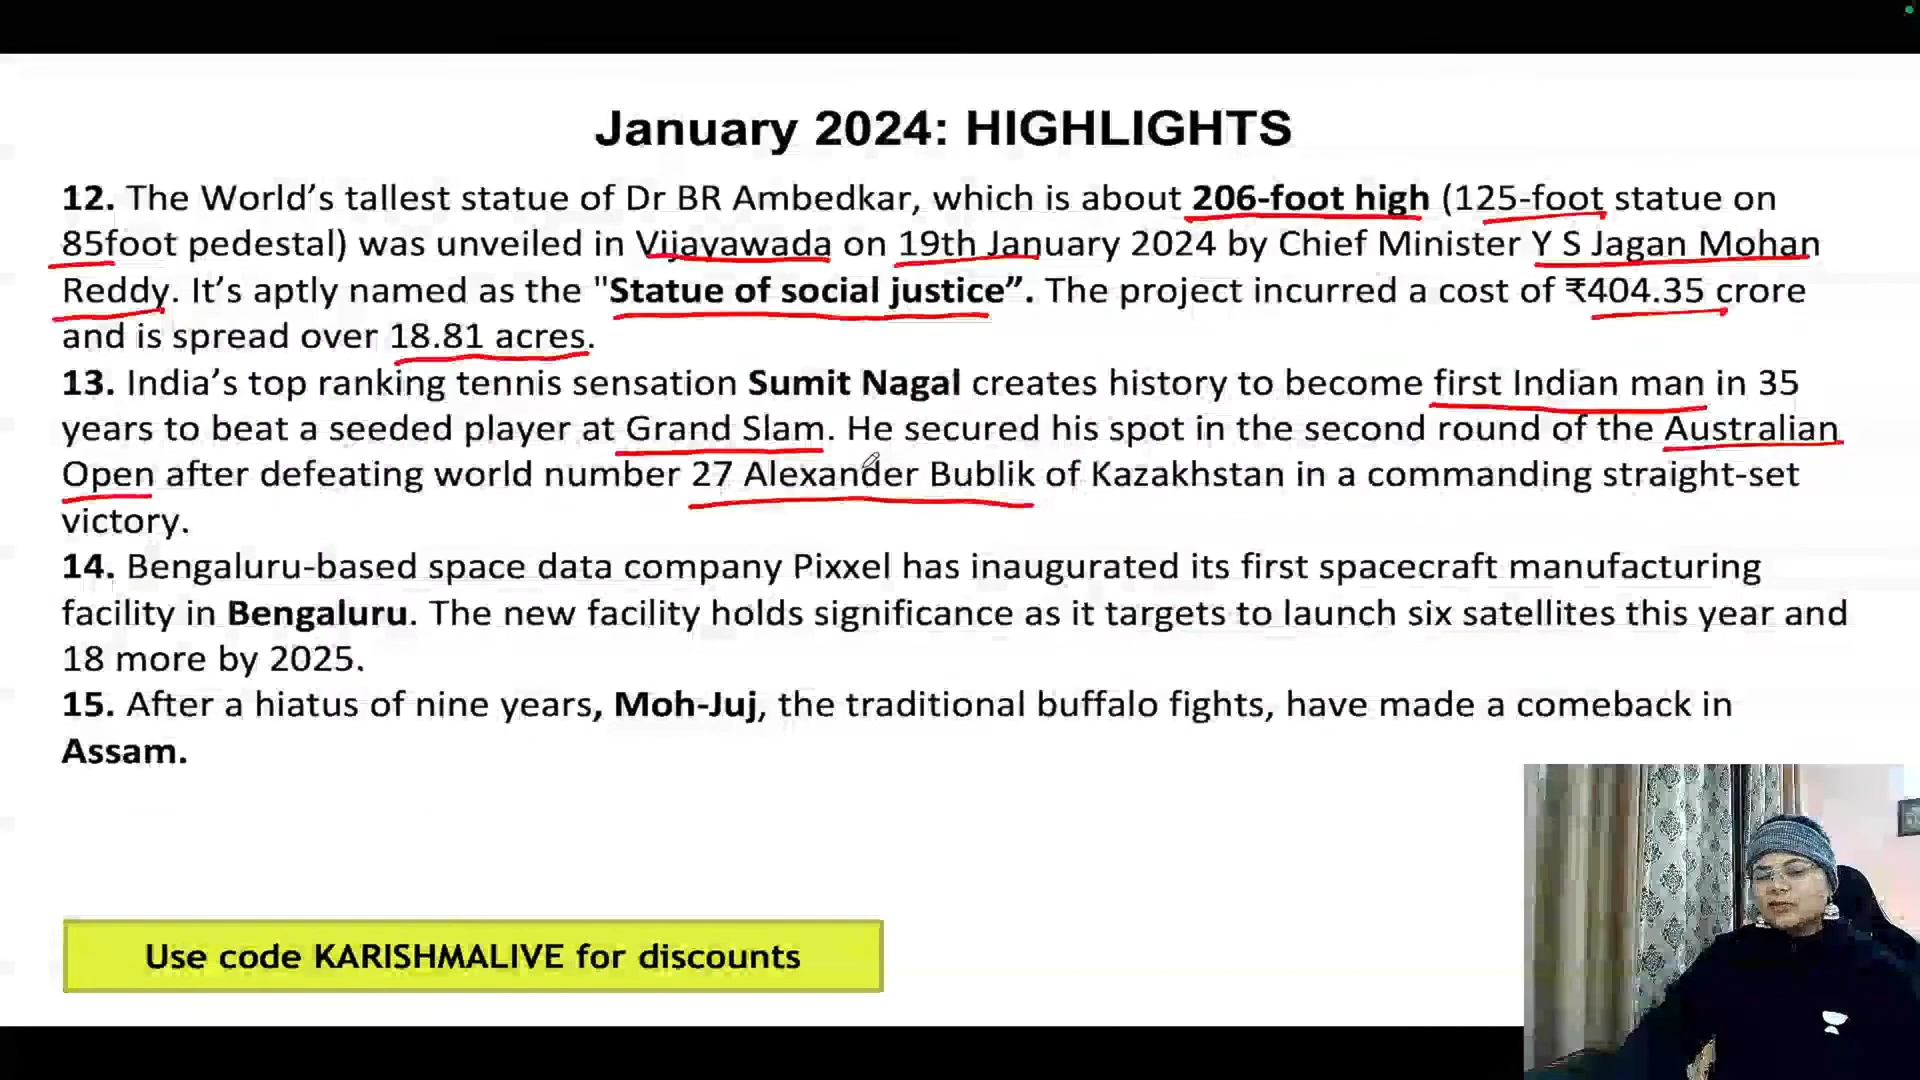 January 2024: HIGHLIGHTS
12. The World’s tallest statue of Dr BR Ambedkar, which is about 206-foot high (125-foot statue on
85foot pedestal) was unveiled in Vijayawada on 19th January 2024 by Chief Minister Y S Jagan Mohan
Reddy. It’s aptly named as the "Statue of social justice”. The project incurred a cost of ₹404.35 crore
and is spread over 18.81 acres.
13. India’s top ranking tennis sensation Sumit Nagal creates history to become first Indian man in 35
years to beat a seeded player at Grand Slam. He secured his spot in the second round of the Australian
Open after defeating world number 27 Alexander Bublik of Kazakhstan in a commanding straight-set
victory.
14. Bengaluru-based space data company Pixxel has inaugurated its first spacecraft manufacturing
facility in Bengaluru. The new facility holds significance as it targets to launch six satellites this year and
18 more by 2025.
15. After a hiatus of nine years, Moh-Juj, the traditional buffalo fights, have made a comeback in
Assam.
Use code KARISHMALIVE for discounts